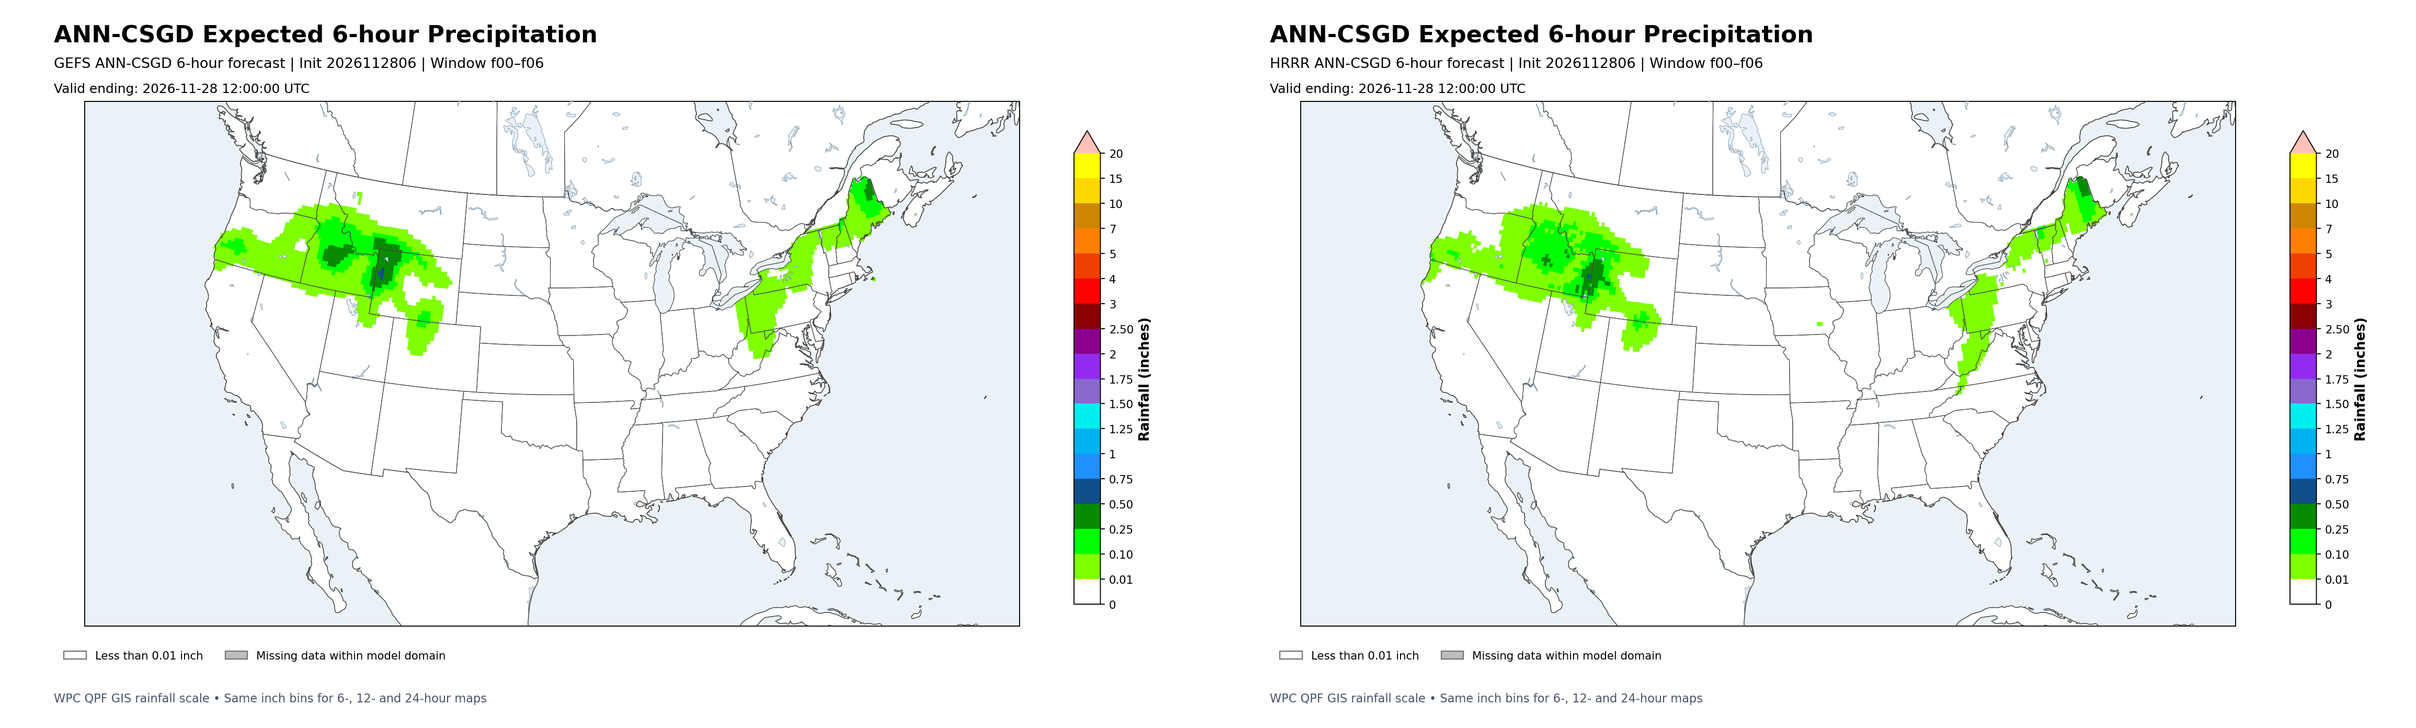 ANN-CSGD Expected 6-hour Precipitation
GEFS ANN-CSGD 6-hour forecast | Init 2026112806 | Window f00–f06
Valid ending: 2026-11-28 12:00:00 UTC
20
15
10
7
5
4
3
2.50
2
1.75
1.50
1.25
1
0.75
0.50
0.25
0.10
0.01
0
Rainfall (inches)
Less than 0.01 inch
Missing data within model domain
WPC QPF GIS rainfall scale • Same inch bins for 6-, 12- and 24-hour maps
ANN-CSGD Expected 6-hour Precipitation
HRRR ANN-CSGD 6-hour forecast | Init 2026112806 | Window f00–f06
Valid ending: 2026-11-28 12:00:00 UTC
20
15
10
7
5
4
3
2.50
2
1.75
1.50
1.25
1
0.75
0.50
0.25
0.10
0.01
0
Rainfall (inches)
Less than 0.01 inch
Missing data within model domain
WPC QPF GIS rainfall scale • Same inch bins for 6-, 12- and 24-hour maps